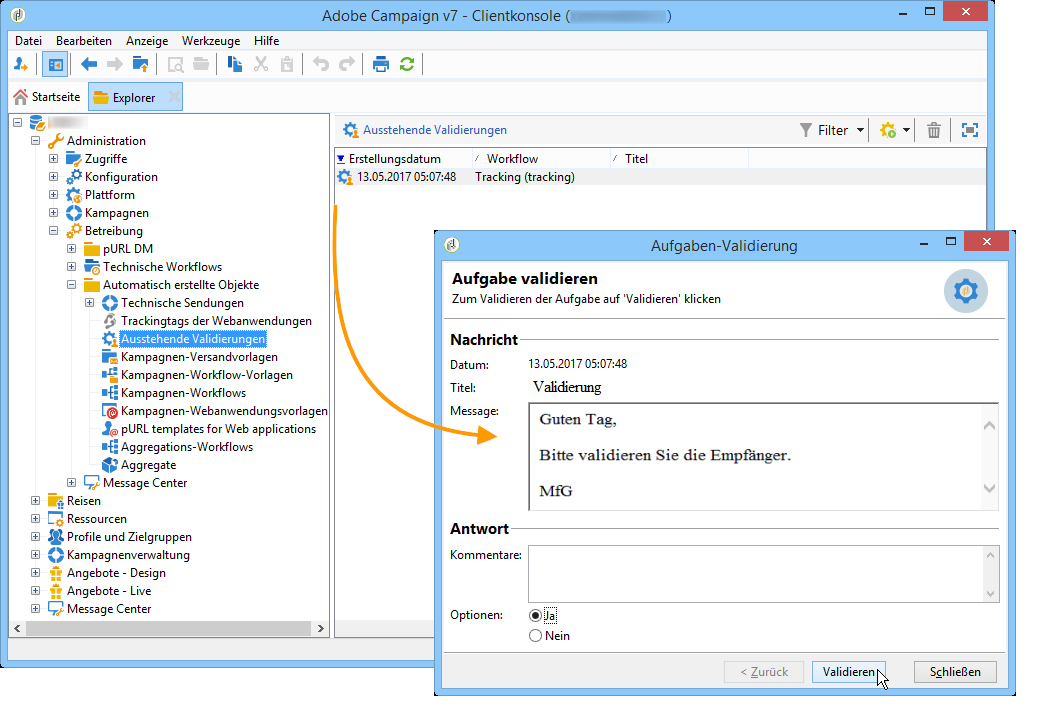 Adobe Campaign v7 - Clientkonsole ( )
Datei Bearbeiten Anzeige Werkzeuge Hilfe
Startseite Explorer
Administration
Zugriffe
Konfiguration
Plattform
Kampagnen
Betreibung
pURL DM
Technische Workflows
Automatisch erstellte Objekte
Technische Sendungen
Trackingtags der Webanwendungen
Ausstehende Validierungen
Kampagnen-Versandvorlagen
Kampagnen-Workflow-Vorlagen
Kampagnen-Workflows
Kampagnen-Webanwendungsvorlagen
pURL templates for Web applications
Aggregations-Workflows
Aggregate
Message Center
Reisen
Ressourcen
Profile und Zielgruppen
Kampagnenverwaltung
Angebote - Design
Angebote - Live
Message Center
Ausstehende Validierungen Filter
Erstellungsdatum Workflow Titel
13.05.2017 05:07:48 Tracking (tracking)
Aufgaben-Validierung
Aufgabe validieren
Zum Validieren der Aufgabe auf 'Validieren' klicken
Nachricht
Datum: 13.05.2017 05:07:48
Titel: Validierung
Message: Guten Tag,
Bitte validieren Sie die Empfänger.
MfG
Antwort
Kommentare:
Optionen: Ja
Nein
< Zurück Validieren Schließen